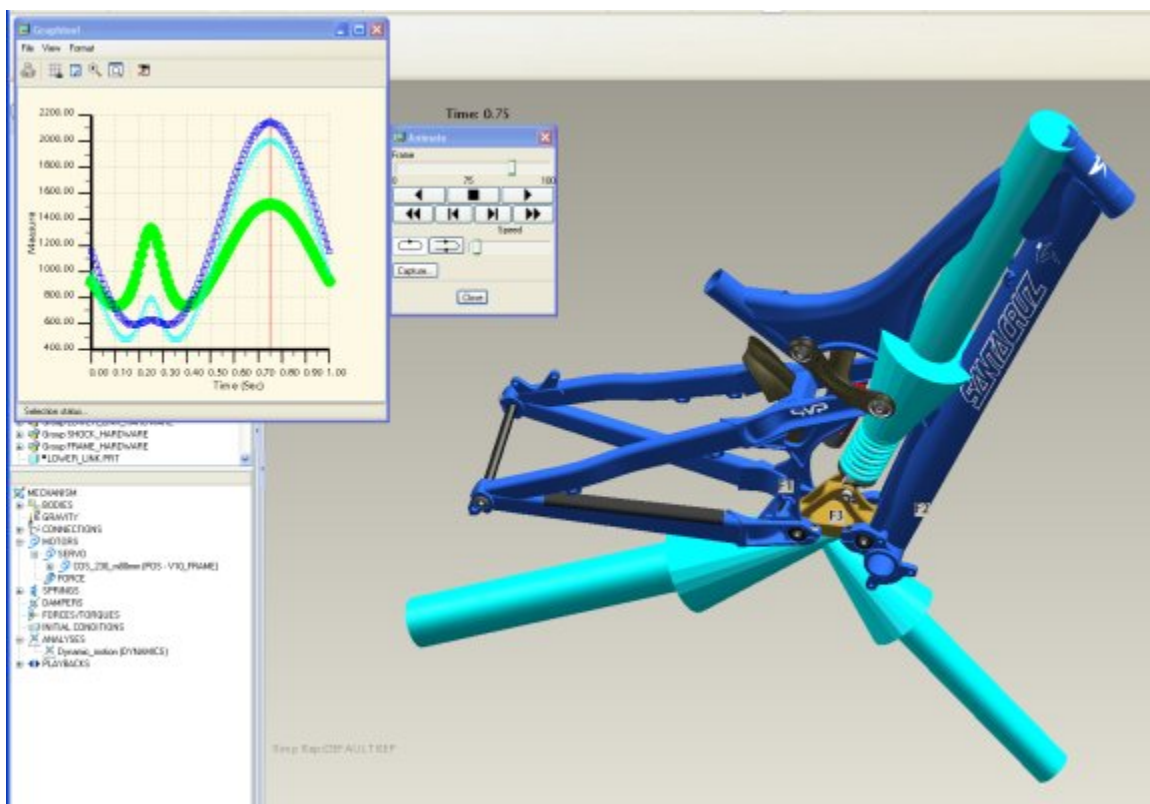 Graphtool
File View Format
2200.00
2000.00
1800.00
1600.00
1400.00
1200.00
1000.00
800.00
600.00
400.00
Measure
0.00 0.10 0.20 0.30 0.40 0.50 0.60 0.70 0.80 0.90 1.00
Time (Sec)
Selection status...
Time: 0.75
Animate
Frame
0 75 100
Speed
Capture...
Close
Group SHOCK_HARDWARE
Group FRAME_HARDWARE
LOWER_LINK.PRT
MECHANISM
BODIES
GRAVITY
CONNECTIONS
MOTORS
SERVO
(POS - V10_FRAME)
FORCE
SPRINGS
DAMPERS
FORCES/TORQUES
INITIAL CONDITIONS
ANALYSES
Dynamic_motion (DYNAMICS)
PLAYBACKS
SANTACRUZ
VPP
F1
F2
F3